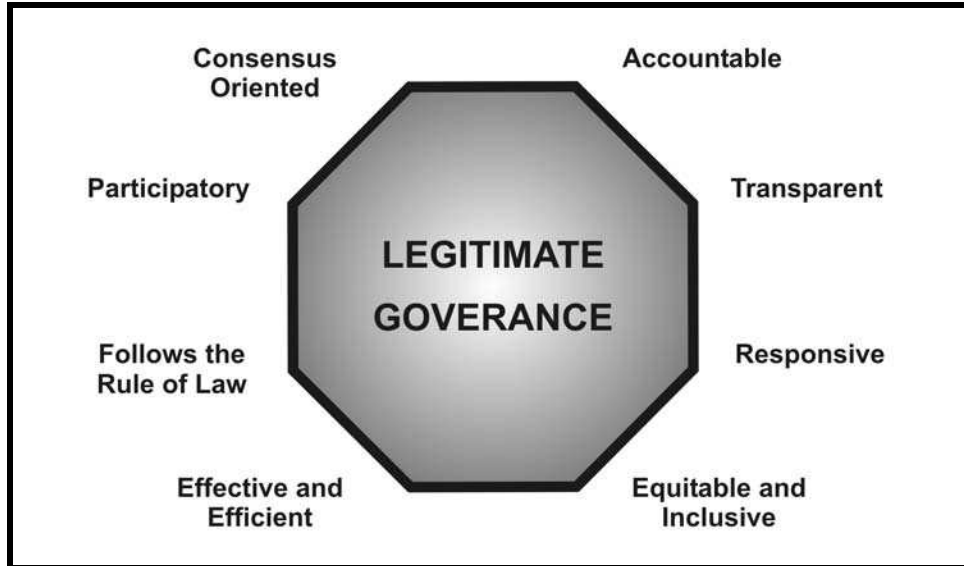 Consensus
Oriented
Accountable
Participatory
Transparent
LEGITIMATE
GOVERANCE
Follows the
Rule of Law
Responsive
Effective and
Efficient
Equitable and
Inclusive